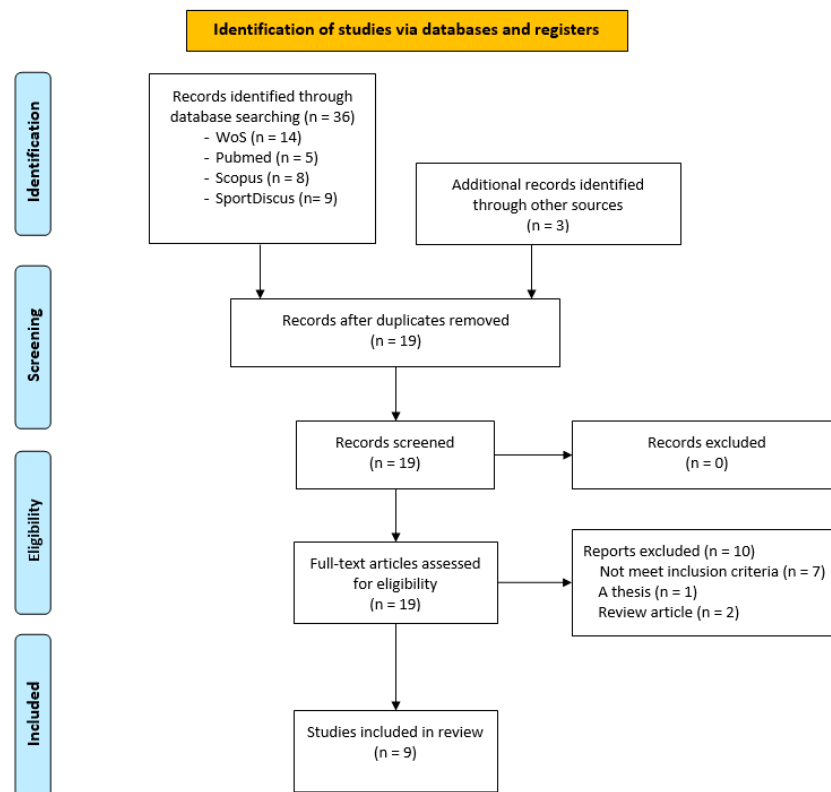 Identification of studies via databases and registers
Identification
Records identified through
database searching (n = 36)
- WoS (n = 14)
- Pubmed (n = 5)
- Scopus (n = 8)
- SportDiscus (n= 9)
Additional records identified
through other sources
(n = 3)
Screening
Records after duplicates removed
(n = 19)
Records screened
(n = 19)
Records excluded
(n = 0)
Eligibility
Full-text articles assessed
for eligibility
(n = 19)
Reports excluded (n = 10)
Not meet inclusion criteria (n = 7)
A thesis (n = 1)
Review article (n = 2)
Included
Studies included in review
(n = 9)